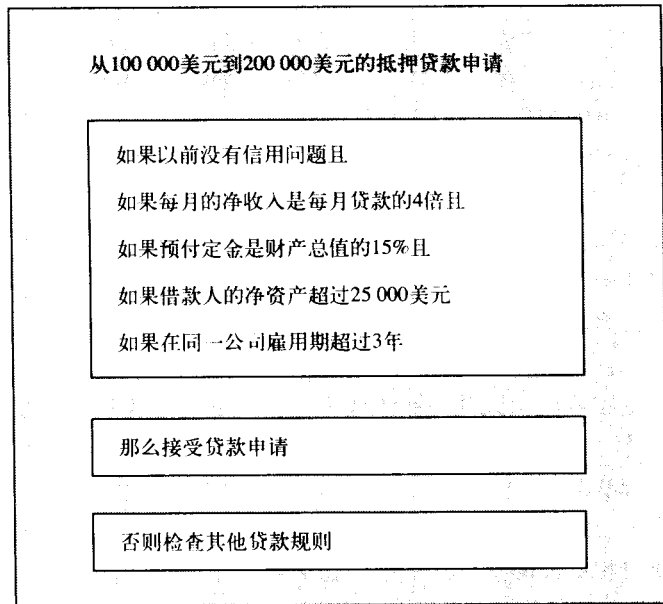 从100 000美元到200 000美元的抵押贷款申请
如果以前没有信用问题且
如果每月的净收入是每月贷款的4倍且
如果预付定金是财产总值的15%且
如果借款人的净资产超过25 000美元
如果在同一公司雇用期超过3年
那么接受贷款申请
否则检查其他贷款规则